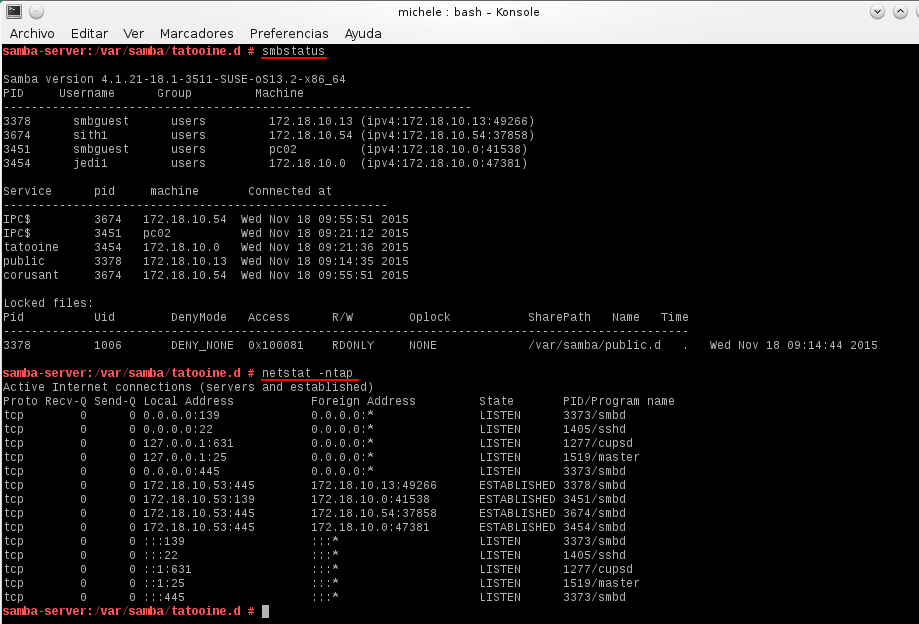 michele : bash – Konsole
Archivo Editar Ver Marcadores Preferencias Ayuda
samba-server:/var/samba/tatooine.d # smbstatus
Samba version 4.1.21-18.1-3511-SUSE-oS13.2-x86_64
PID     Username      Group         Machine
-------------------------------------------------------------------
3378      smbguest      users         172.18.10.13 (ipv4:172.18.10.13:49266)
3674      sith1         users         172.18.10.54 (ipv4:172.18.10.54:37858)
3451      smbguest      users         pc02         (ipv4:172.18.10.0:41538)
3454      jedi1         users         172.18.10.0  (ipv4:172.18.10.0:47381)
Service      pid     machine       Connected at
-------------------------------------------------------
IPC$         3674   172.18.10.54  Wed Nov 18 09:55:51 2015
IPC$         3451   pc02          Wed Nov 18 09:21:12 2015
tatooine     3454   172.18.10.0   Wed Nov 18 09:21:36 2015
public       3378   172.18.10.13  Wed Nov 18 09:14:35 2015
corusant     3674   172.18.10.54  Wed Nov 18 09:55:51 2015
Locked files:
Pid          Uid        DenyMode   Access      R/W        Oplock           SharePath   Name   Time
--------------------------------------------------------------------------------------------------
3378         1006       DENY_NONE  0x100081    RDONLY     NONE             /var/samba/public.d   .   Wed Nov 18 09:14:44 2015
samba-server:/var/samba/tatooine.d # netstat -ntap
Active Internet connections (servers and established)
Proto Recv-Q Send-Q Local Address           Foreign Address         State       PID/Program name
tcp        0      0 0.0.0.0:139             0.0.0.0:*               LISTEN      3373/smbd
tcp        0      0 0.0.0.0:22              0.0.0.0:*               LISTEN      1405/sshd
tcp        0      0 127.0.0.1:631           0.0.0.0:*               LISTEN      1277/cupsd
tcp        0      0 127.0.0.1:25            0.0.0.0:*               LISTEN      1519/master
tcp        0      0 0.0.0.0:445             0.0.0.0:*               LISTEN      3373/smbd
tcp        0      0 172.18.10.53:445        172.18.10.13:49266      ESTABLISHED 3378/smbd
tcp        0      0 172.18.10.53:139        172.18.10.0:41538       ESTABLISHED 3451/smbd
tcp        0      0 172.18.10.53:445        172.18.10.54:37858      ESTABLISHED 3674/smbd
tcp        0      0 172.18.10.53:445        172.18.10.0:47381       ESTABLISHED 3454/smbd
tcp        0      0 :::139                  :::*                    LISTEN      3373/smbd
tcp        0      0 :::22                   :::*                    LISTEN      1405/sshd
tcp        0      0 ::1:631                 :::*                    LISTEN      1277/cupsd
tcp        0      0 ::1:25                  :::*                    LISTEN      1519/master
tcp        0      0 :::445                  :::*                    LISTEN      3373/smbd
samba-server:/var/samba/tatooine.d #